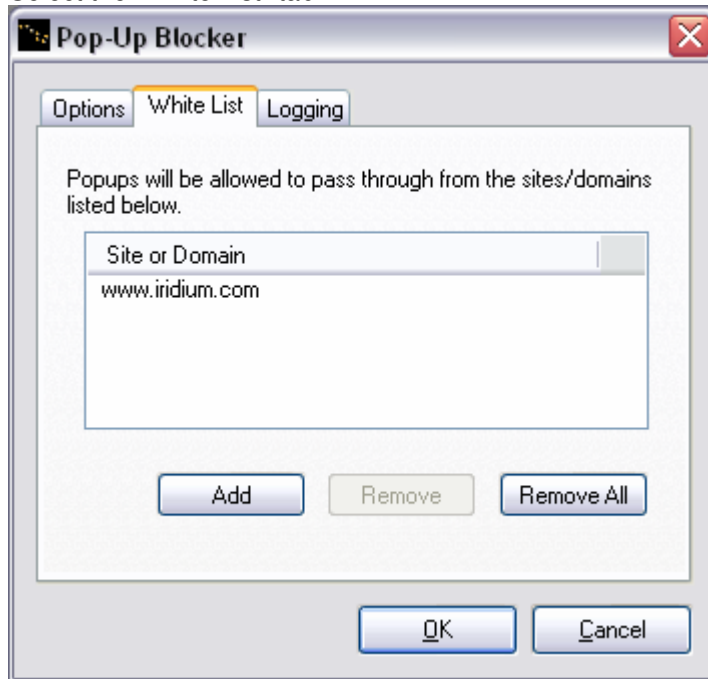 Pop-Up Blocker
Options White List Logging
Popups will be allowed to pass through from the sites/domains
listed below.
Site or Domain
www.iridium.com
Add Remove Remove All
OK Cancel